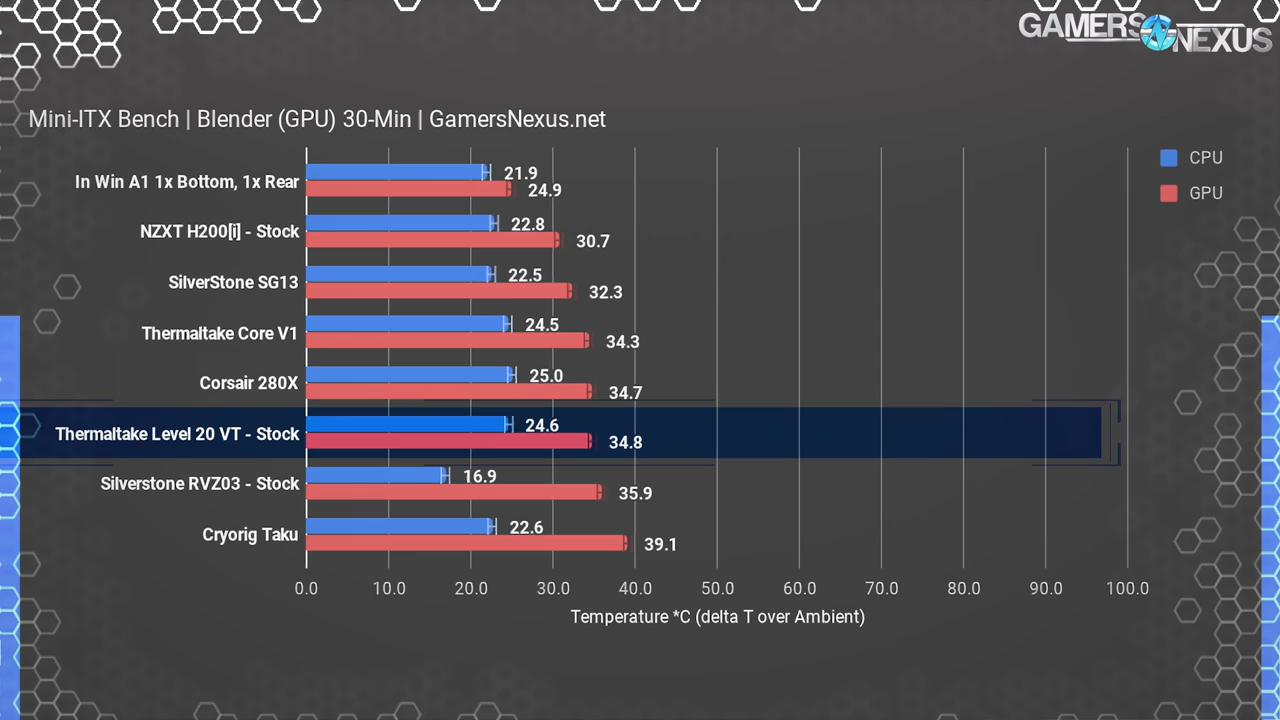 GAMERS NEXUS
Mini-ITX Bench | Blender (GPU) 30-Min | GamersNexus.net
CPU
GPU
In Win A1 1x Bottom, 1x Rear
21.9
24.9
NZXT H200[i] - Stock
22.8
30.7
SilverStone SG13
22.5
32.3
Thermaltake Core V1
24.5
34.3
Corsair 280X
25.0
34.7
Thermaltake Level 20 VT - Stock
24.6
34.8
Silverstone RVZ03 - Stock
16.9
35.9
Cryorig Taku
22.6
39.1
0.0 10.0 20.0 30.0 40.0 50.0 60.0 70.0 80.0 90.0 100.0
Temperature *C (delta T over Ambient)